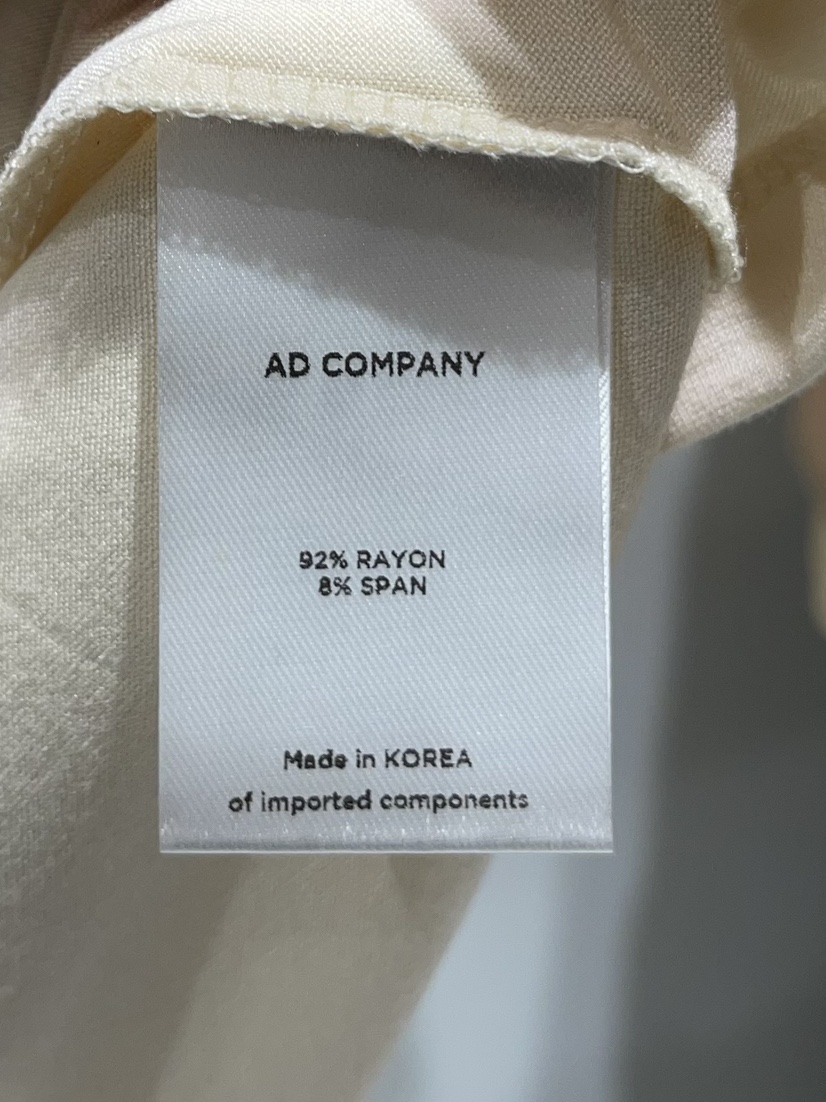 AD COMPANY
92% RAYON
8% SPAN
Made in KOREA
of imported components